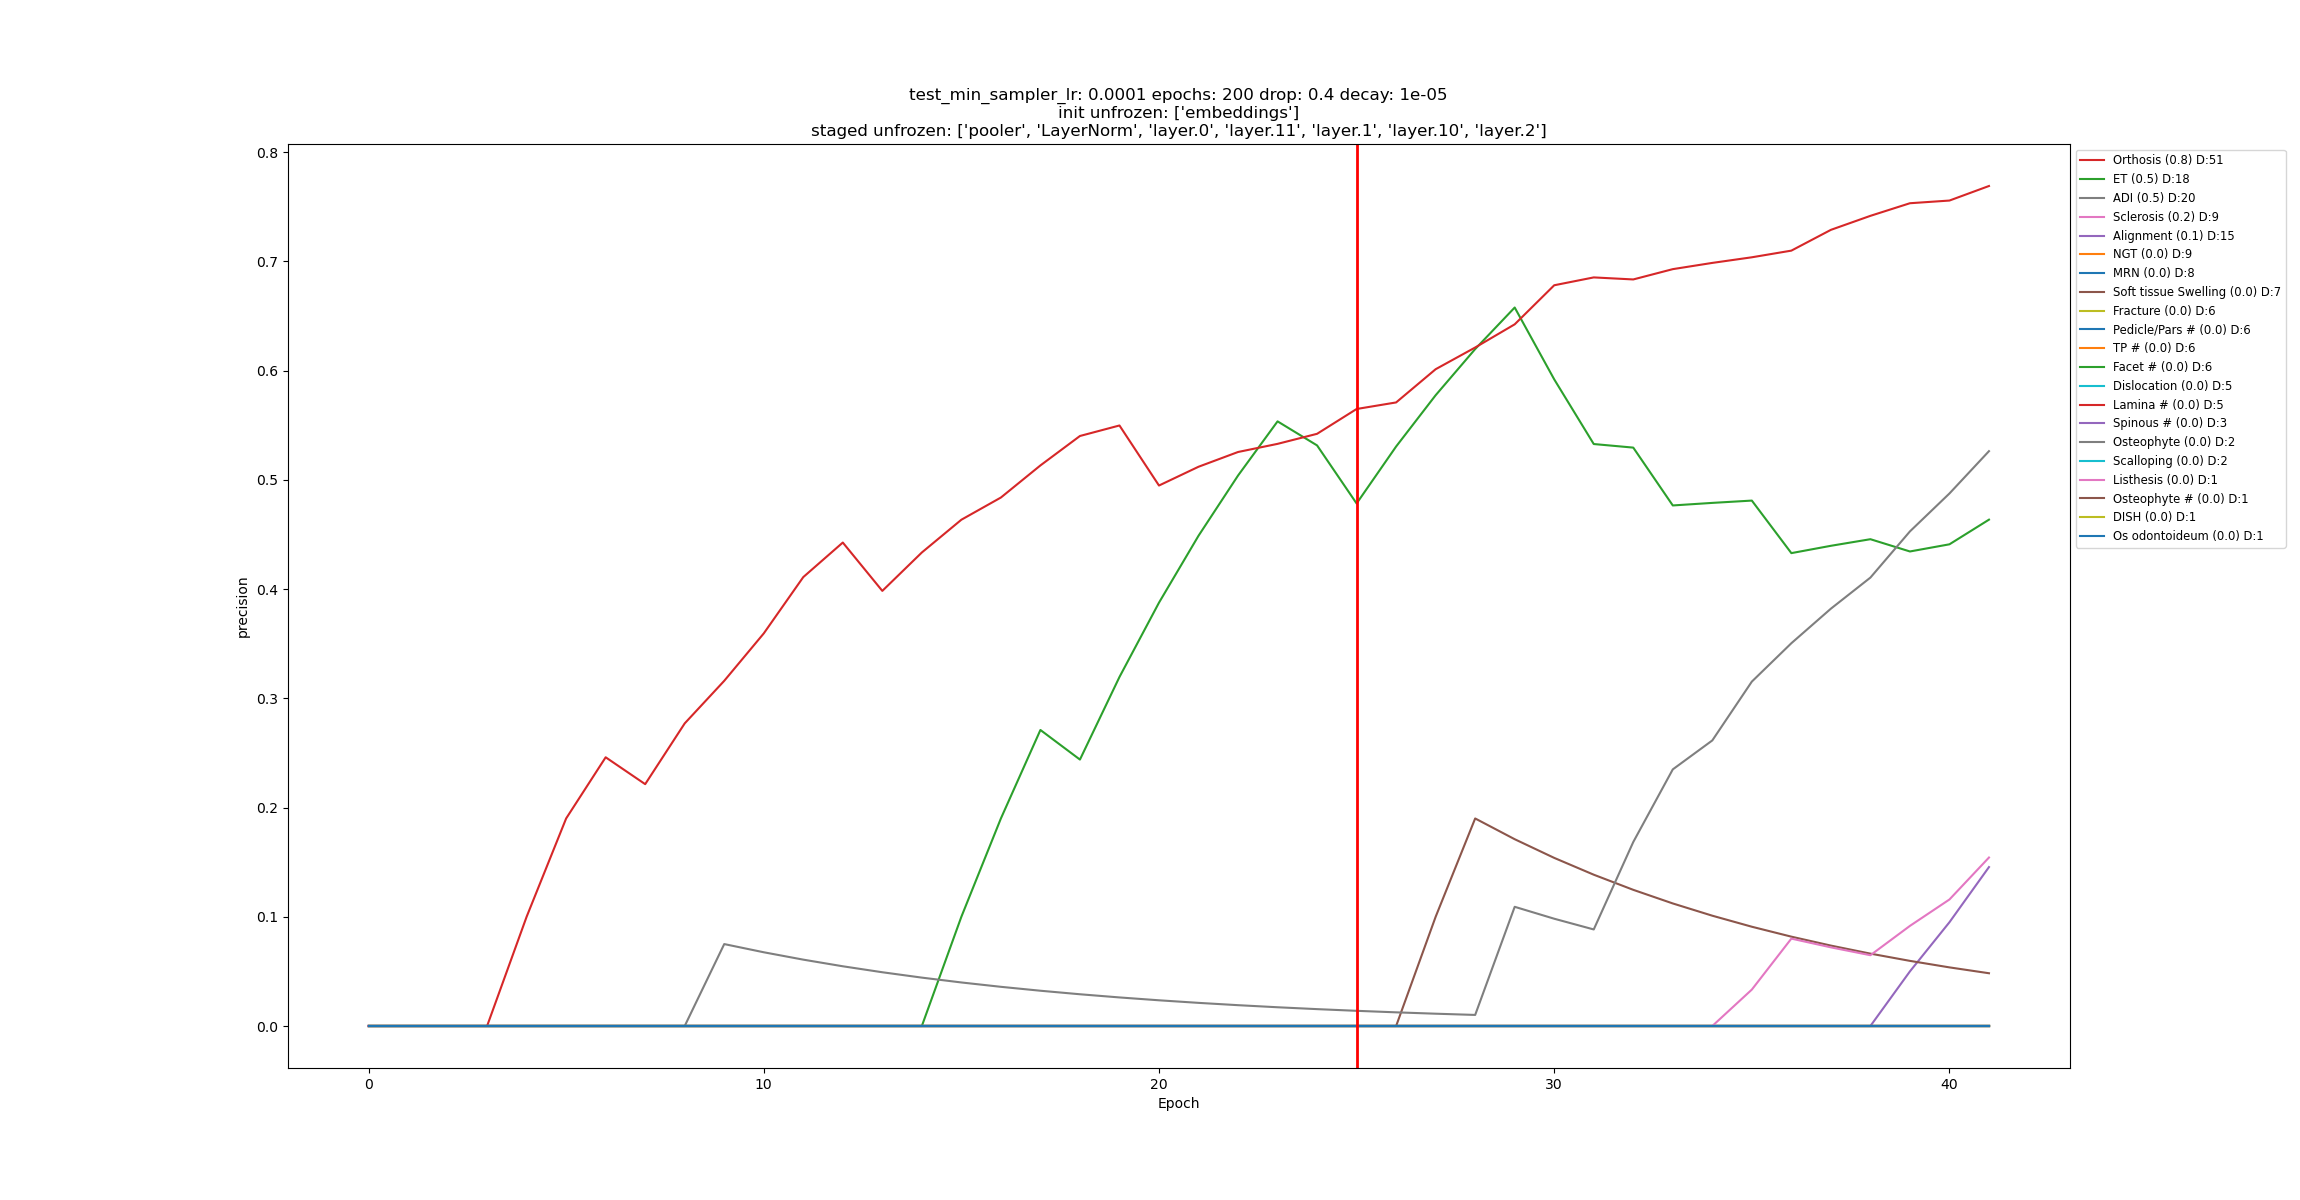 test_min_sampler_lr: 0.0001 epochs: 200 drop: 0.4 decay: 1e-05
init unfrozen: ['embeddings']
staged unfrozen: ['pooler', 'LayerNorm', 'layer.0', 'layer.11', 'layer.1', 'layer.10', 'layer.2']
0.8
0.7
0.6
0.5
0.4
0.3
0.2
0.1
0.0
precision
0
10
20
30
40
Epoch
Orthosis (0.8) D:51
ET (0.5) D:18
ADI (0.5) D:20
Sclerosis (0.2) D:9
Alignment (0.1) D:15
NGT (0.0) D:9
MRN (0.0) D:8
Soft tissue Swelling (0.0) D:7
Fracture (0.0) D:6
Pedicle/Pars # (0.0) D:6
TP # (0.0) D:6
Facet # (0.0) D:6
Dislocation (0.0) D:5
Lamina # (0.0) D:5
Spinous # (0.0) D:3
Osteophyte (0.0) D:2
Scalloping (0.0) D:2
Listhesis (0.0) D:1
Osteophyte # (0.0) D:1
DISH (0.0) D:1
Os odontoideum (0.0) D:1